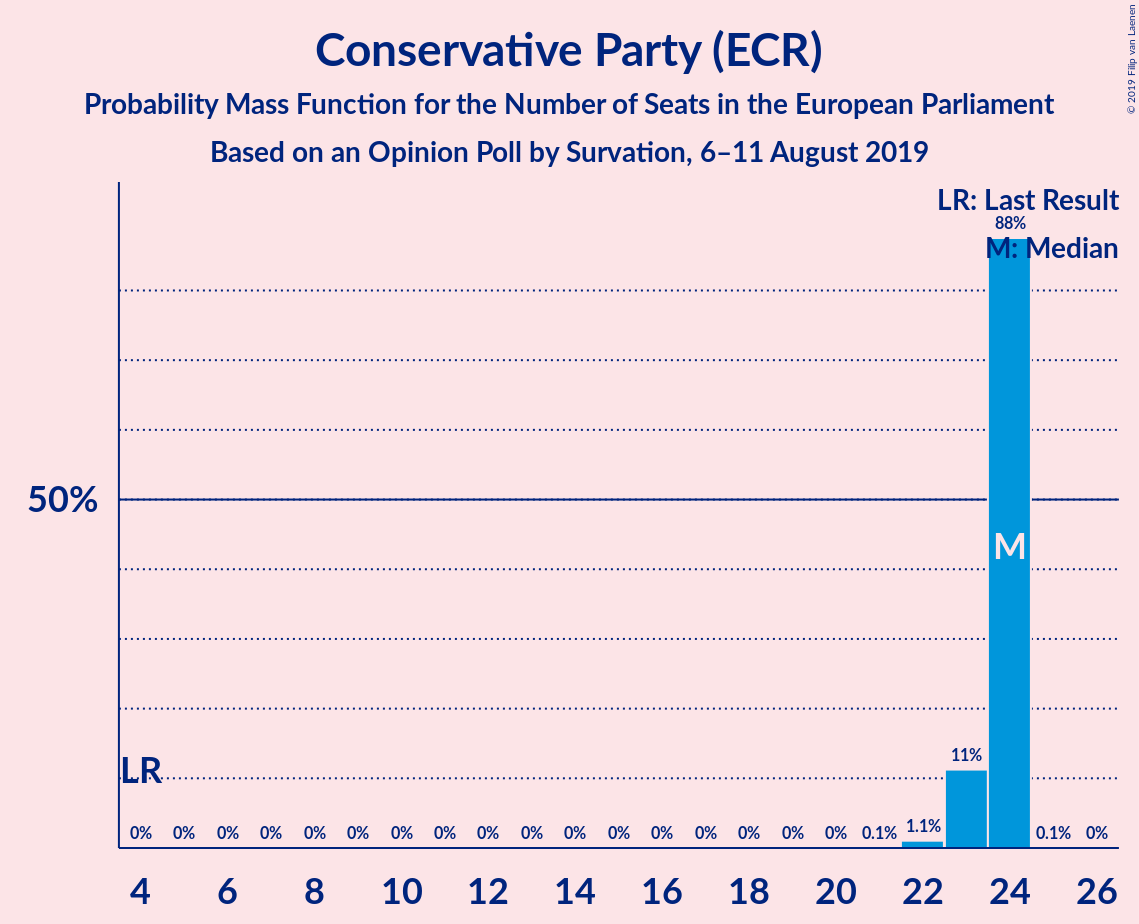 Conservative Party (ECR)
Probability Mass Function for the Number of Seats in the European Parliament
Based on an Opinion Poll by Survation, 6–11 August 2019
© 2019 Filip van Laenen
LR: Last Result
88%
M: Median
50%
M
11%
LR
0% 0% 0% 0% 0% 0% 0% 0% 0% 0% 0% 0% 0% 0% 0% 0% 0% 0.1% 1.1% 0.1% 0%
4 6 8 10 12 14 16 18 20 22 24 26